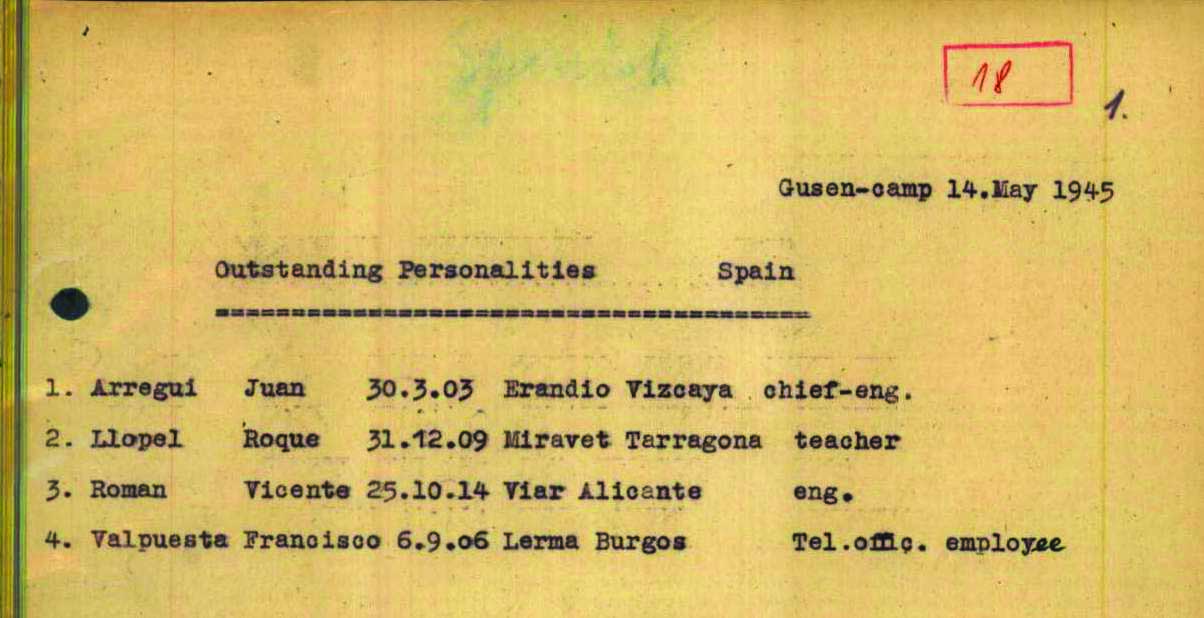 18
1.
Gusen-camp 14.May 1945
Outstanding Personalities Spain
=======================================
1. Arregui Juan 30.3.03 Erandio Vizcaya chief-eng.
2. Llopel Roque 31.12.09 Miravet Tarragona teacher
3. Roman Vicente 25.10.14 Viar Alicante eng.
4. Valpuesta Francisco 6.9.06 Lerma Burgos Tel.offic. employee